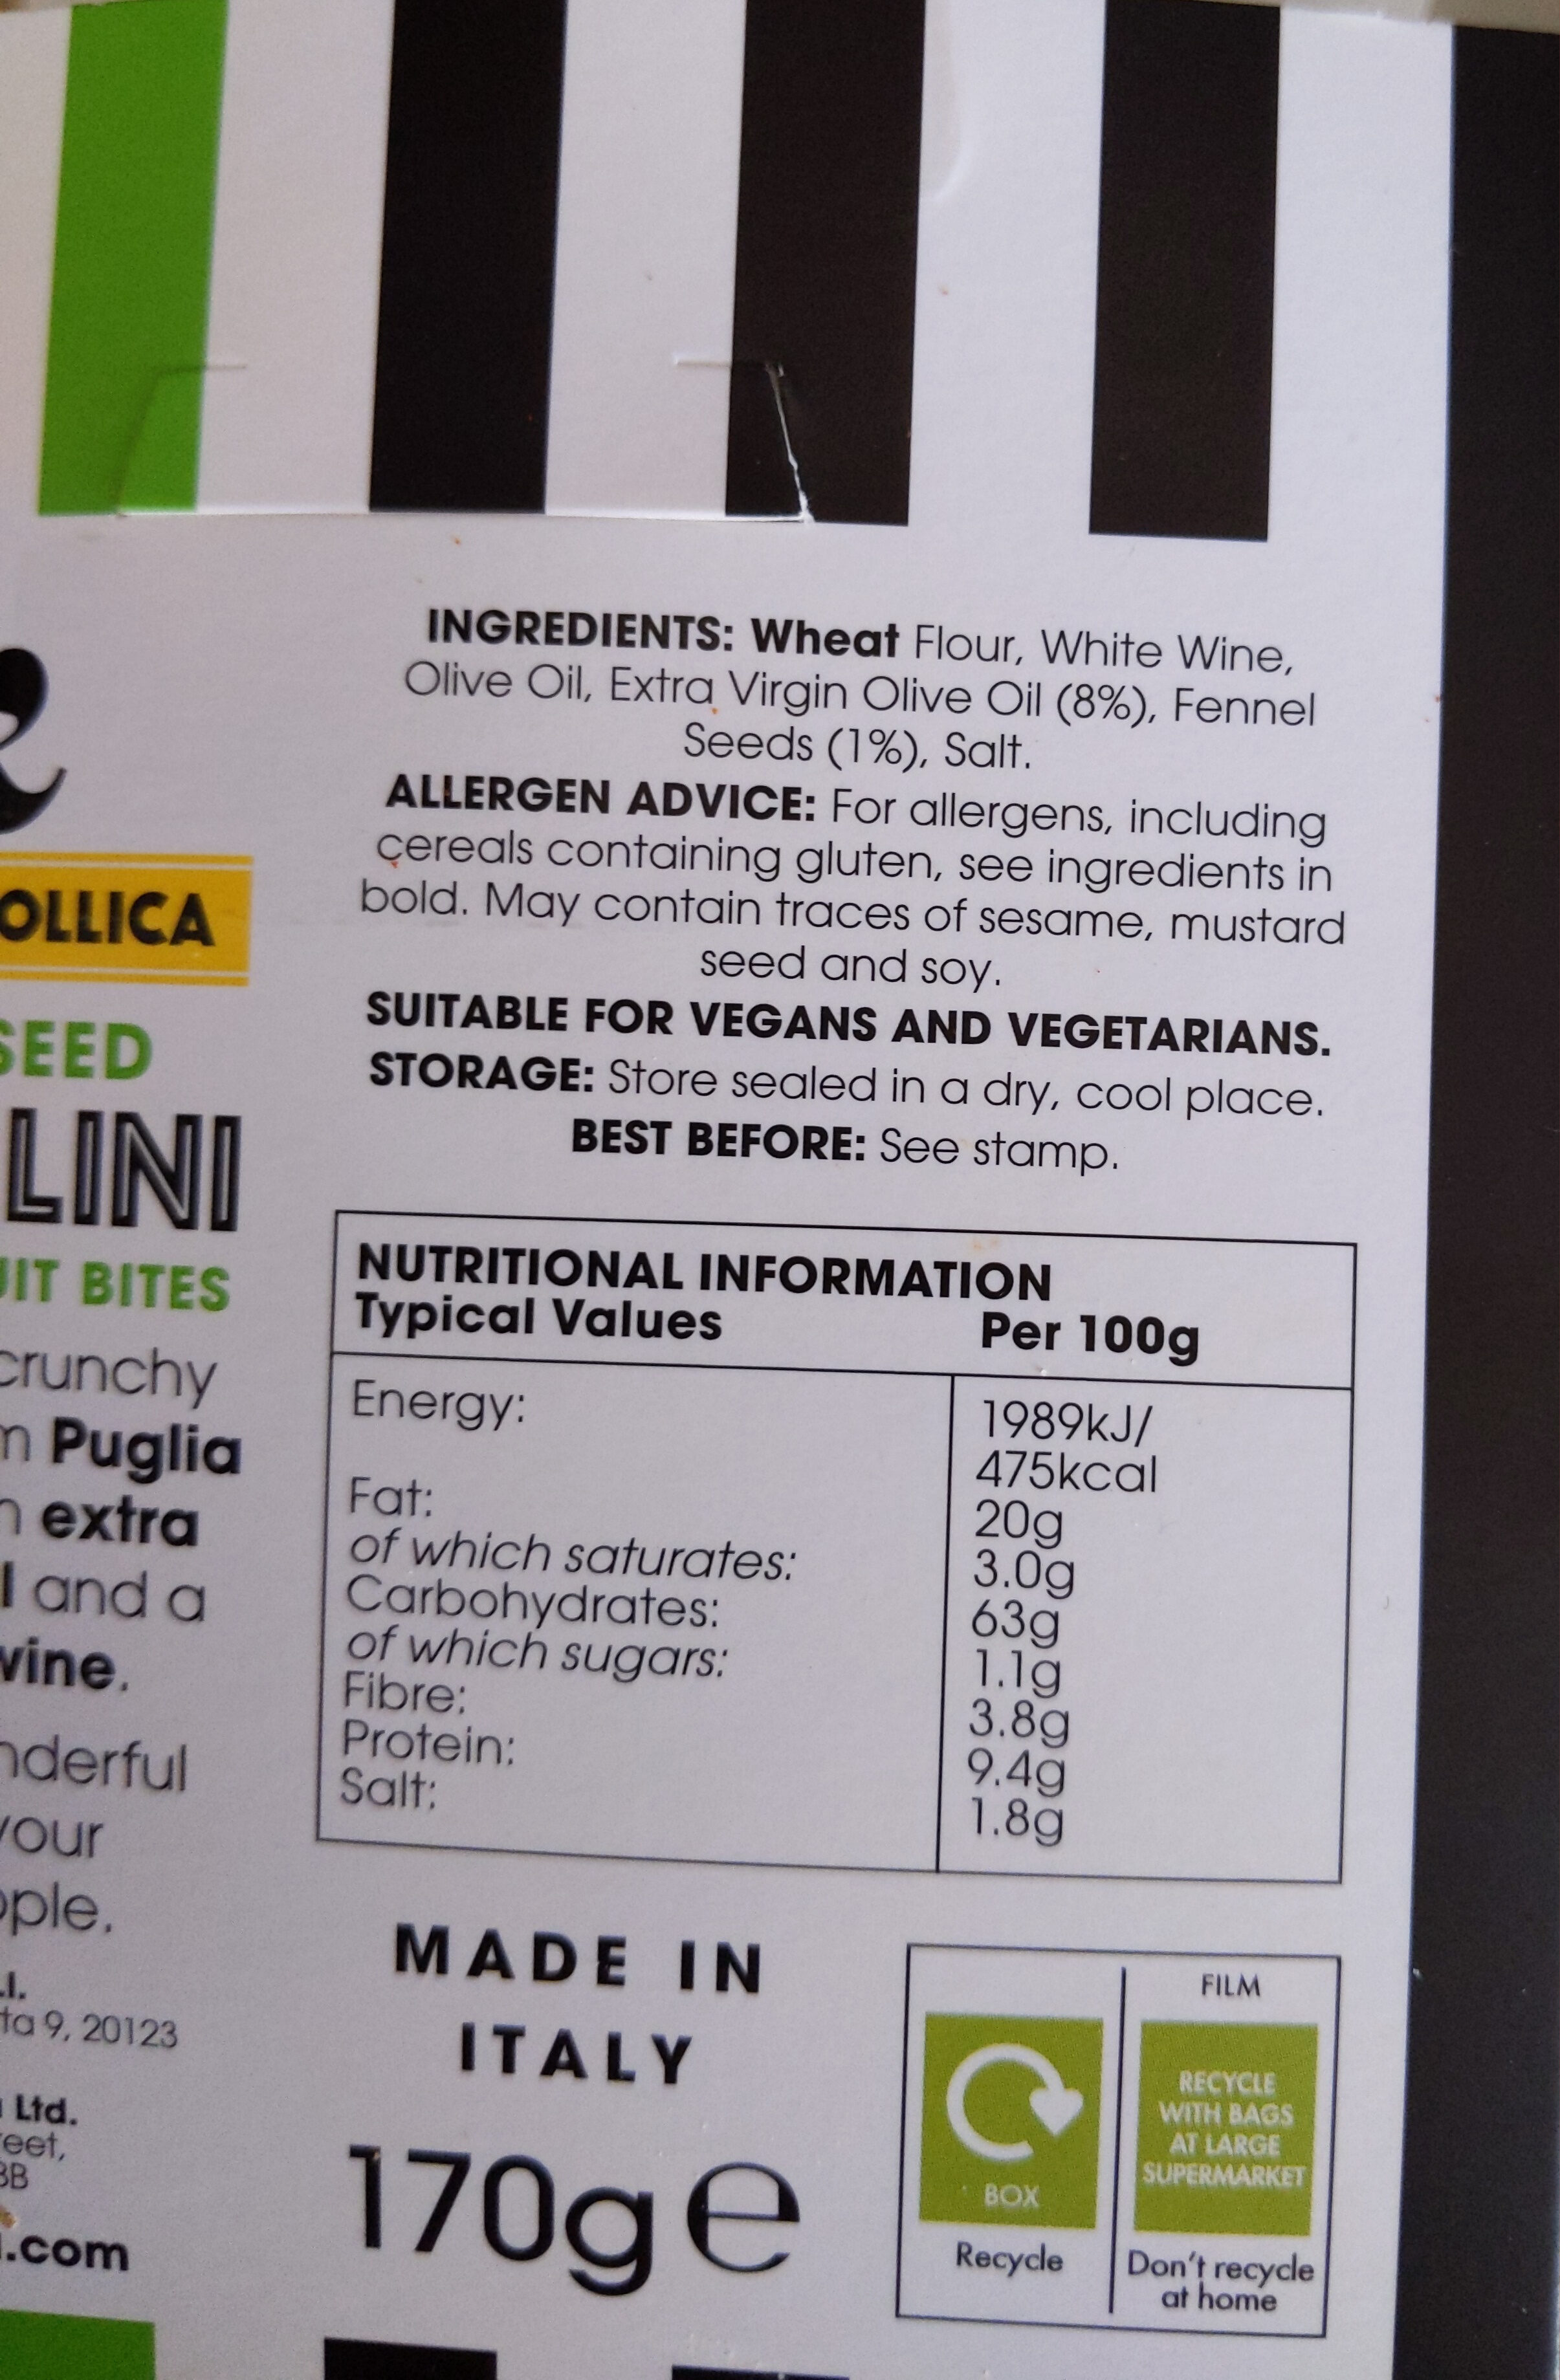 &
OLLICA
SEED
LINI
UIT BITES
crunchy
Puglia
extra
and a
wine.
your
.I.
9, 20123
Ltd.
.com
INGREDIENTS: Wheat Flour, White Wine,
Olive Oil, Extra Virgin Olive Oil (8%), Fennel
Seeds (1%), Salt.
ALLERGEN ADVICE: For allergens, including
cereals containing gluten, see ingredients in
bold. May contain traces of sesame, mustard
seed and soy.
SUITABLE FOR VEGANS AND VEGETARIANS.
STORAGE: Store sealed in a dry, cool place.
BEST BEFORE: See stamp.
NUTRITIONAL INFORMATION
Typical Values Per 100g
Energy: 1989kJ/
475kcal
Fat: 20g
of which saturates: 3.0g
Carbohydrates: 63g
of which sugars: 1.1g
Fibre: 3.8g
Protein: 9.4g
Salt: 1.8g
MADE IN
ITALY
170g e
FILM
RECYCLE
WITH BAGS
AT LARGE
SUPERMARKET
BOX
Recycle
Don't recycle
at home